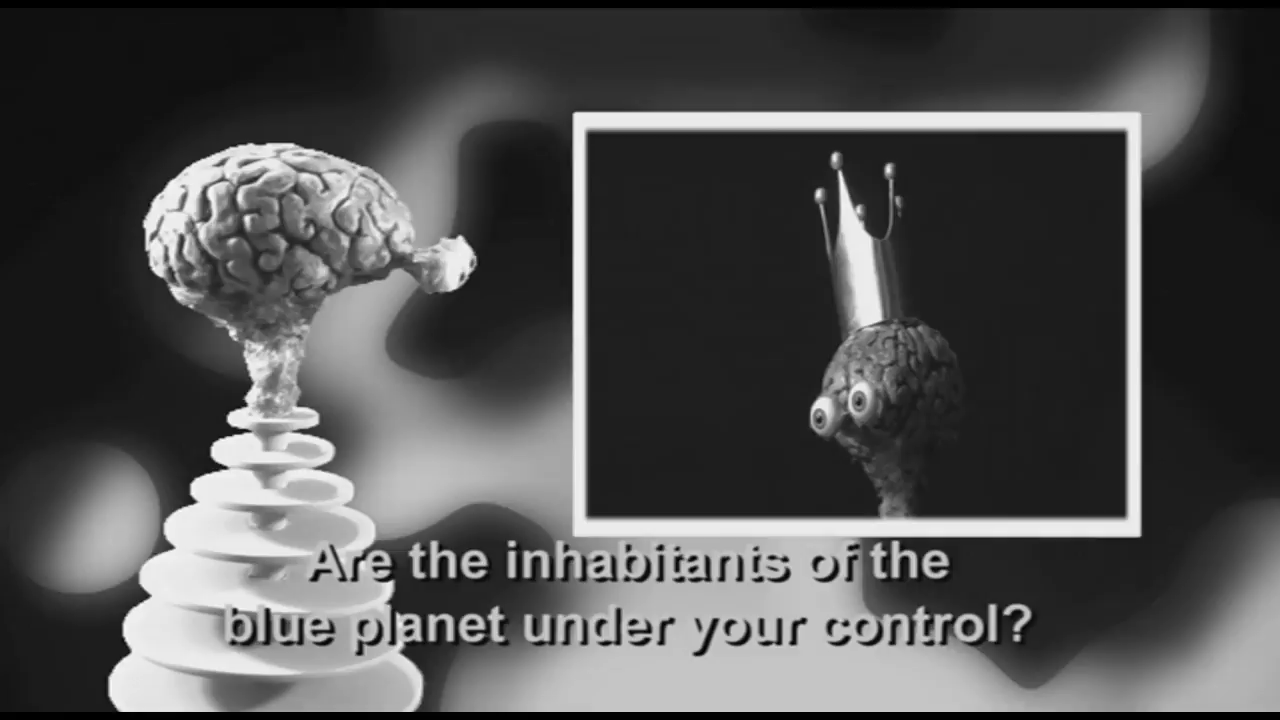 Are the inhabitants of the
blue planet under your control?